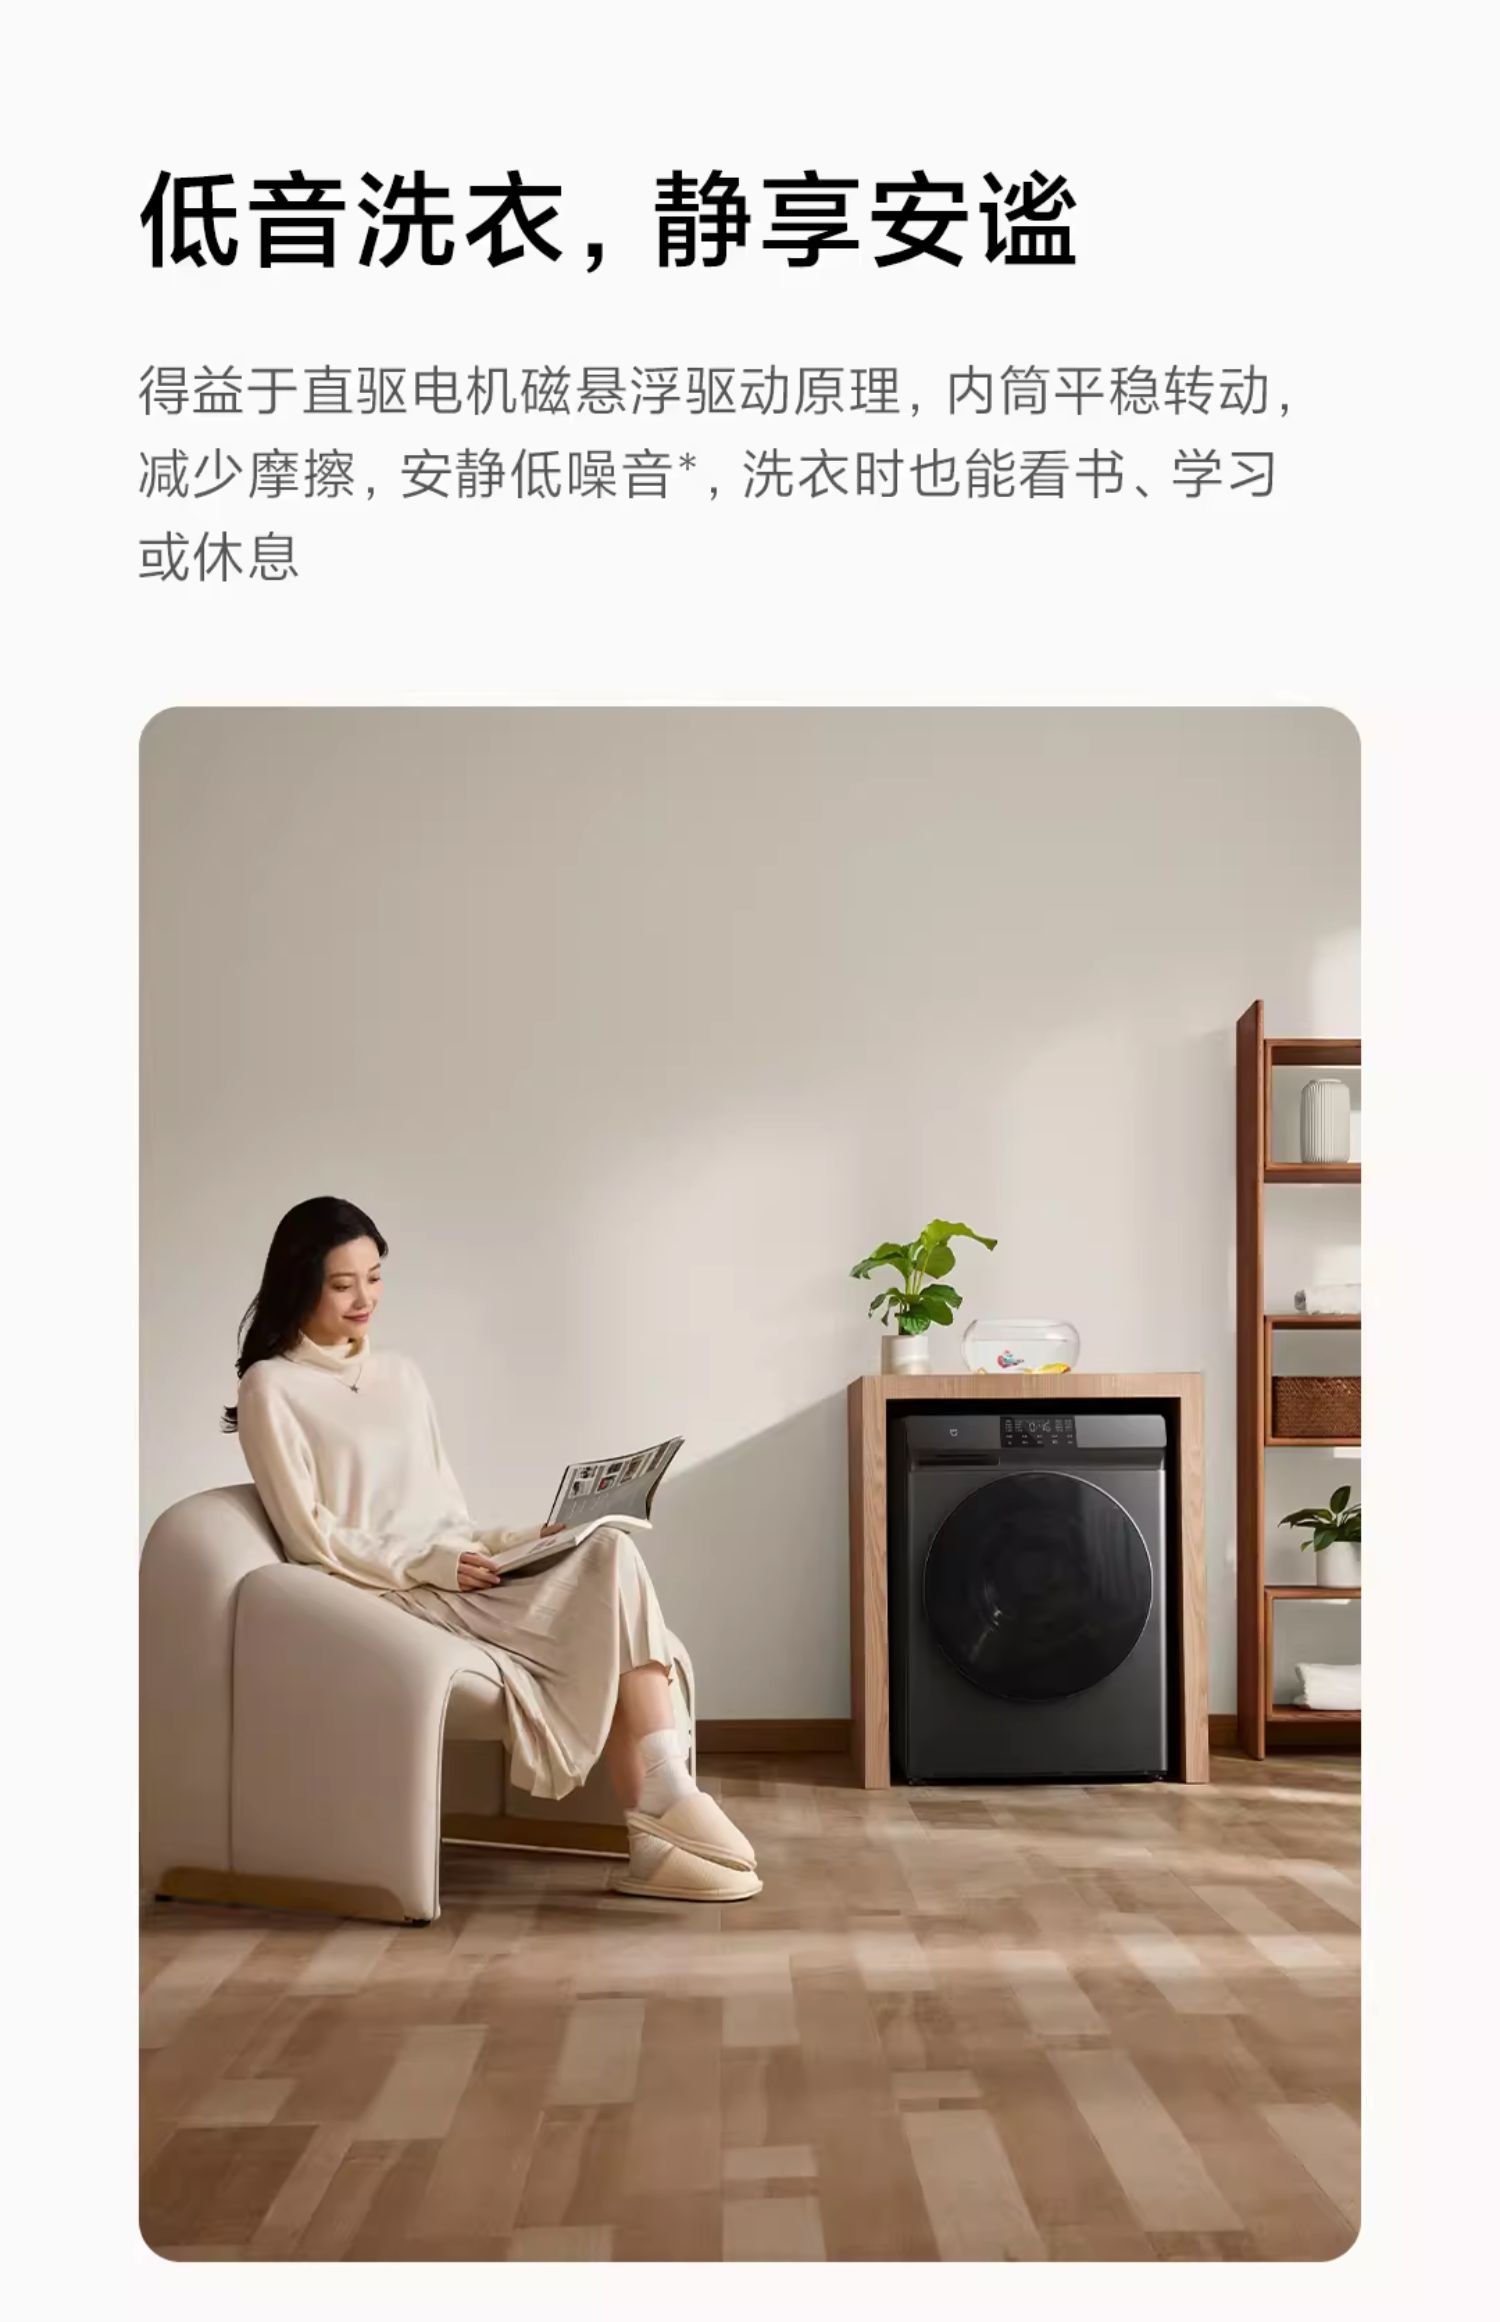 低音洗衣，静享安谧
得益于直驱电机磁悬浮驱动原理，内筒平稳转动，
减少摩擦，安静低噪音*，洗衣时也能看书、学习
或休息